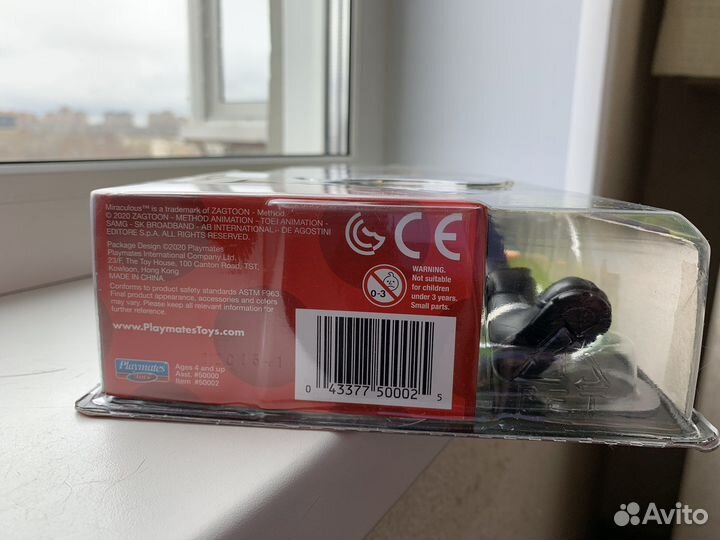 Miraculous™ is a trademark of ZAGTOON - Method.
© 2020 ZAGTOON - METHOD ANIMATION - TOEI ANIMATION -
SAMG - SK BROADBAND - AB INTERNATIONAL - DE AGOSTINI
EDITORE S.p.A. ALL RIGHTS RESERVED.
Package Design ©2020 Playmates
Playmates International Company Ltd.
23/F, The Toy House, 100 Canton Road, TST,
Kowloon, Hong Kong
MADE IN CHINA.
Conforms to product safety standards ASTM F963.
Final product appearance, accessories and colors
may vary. Please keep all relevant information for
further reference.
www.PlaymatesToys.com
Playmates
Toys
Ages 4 and up
Asst. #50000
Item #50002
CE
0-3
WARNING:
Not suitable
for children
under 3 years.
Small parts.
0 43377 50002 5
Avito